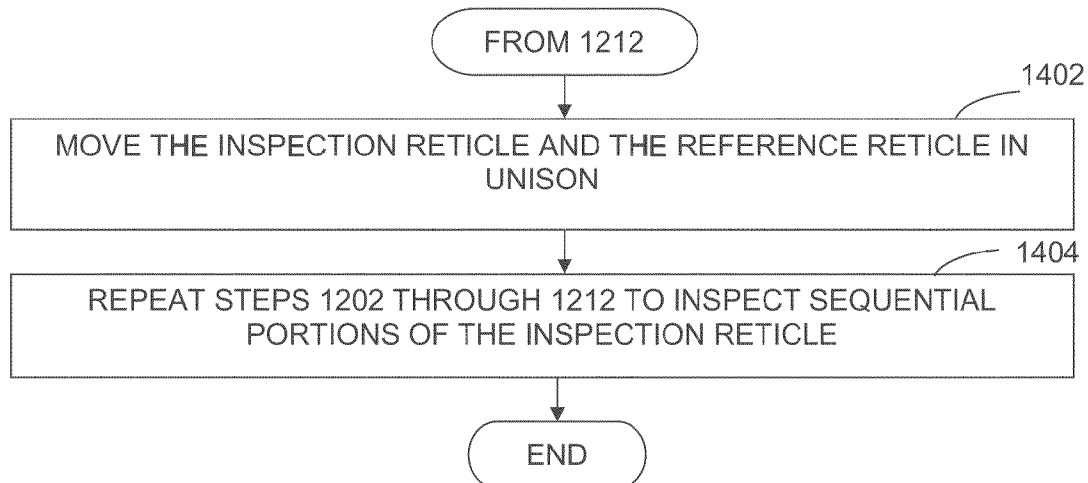 FROM 1212
1402
MOVE THE INSPECTION RETICLE AND THE REFERENCE RETICLE IN
UNISON
1404
REPEAT STEPS 1202 THROUGH 1212 TO INSPECT SEQUENTIAL
PORTIONS OF THE INSPECTION RETICLE
END